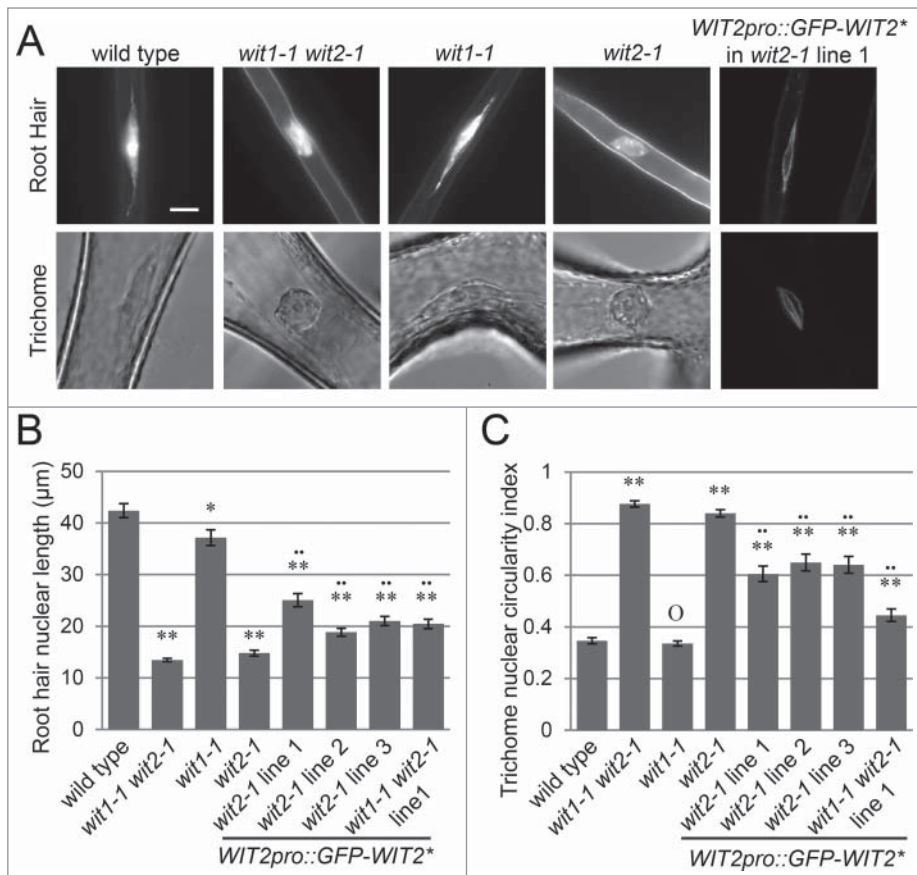 A
wild type
wit1-1 wit2-1
wit1-1
wit2-1
WIT2pro::GFP-WIT2*
in wit2-1 line 1
Root Hair
Trichome
B
Root hair nuclear length (μm)
50
40
30
20
10
0
**
*
**
••
**
••
**
••
**
••
**
wild type
wit1-1 wit2-1
wit1-1
wit2-1
wit2-1 line 1
wit2-1 line 2
wit2-1 line 3
wit1-1 wit2-1
line1
WIT2pro::GFP-WIT2*
C
Trichome nuclear circularity index
1
0.8
0.6
0.4
0.2
0
**
O
**
••
**
••
**
••
**
••
**
wild type
wit1-1 wit2-1
wit1-1
wit2-1
wit2-1 line 1
wit2-1 line 2
wit2-1 line 3
wit1-1 wit2-1
line 1
WIT2pro::GFP-WIT2*